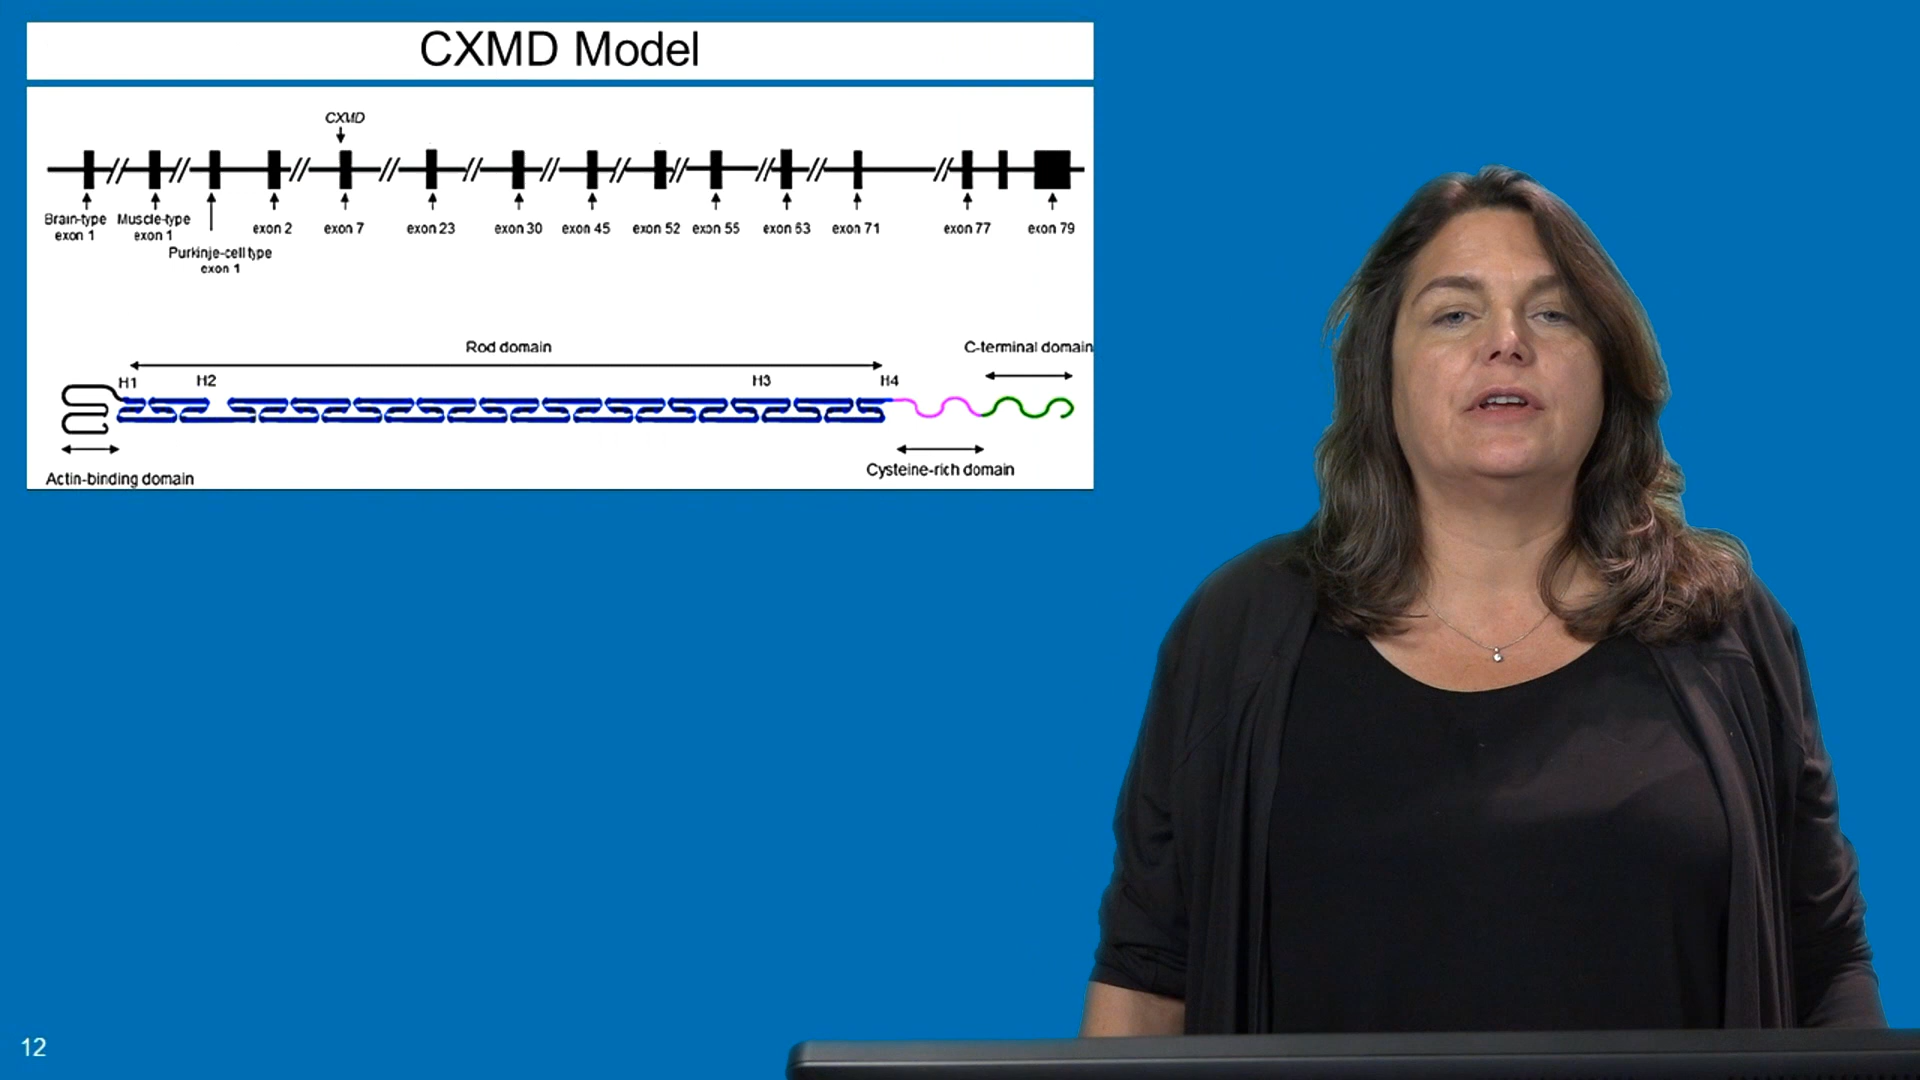 CXMD Model
CXMD
Brain-type
exon 1
Muscle-type
exon 1
Purkinje-cell type
exon 1
exon 2
exon 7
exon 23
exon 30
exon 45
exon 52
exon 55
exon 63
exon 71
exon 77
exon 79
Rod domain
C-terminal domain
H1
H2
H3
H4
Cysteine-rich domain
Actin-binding domain
12